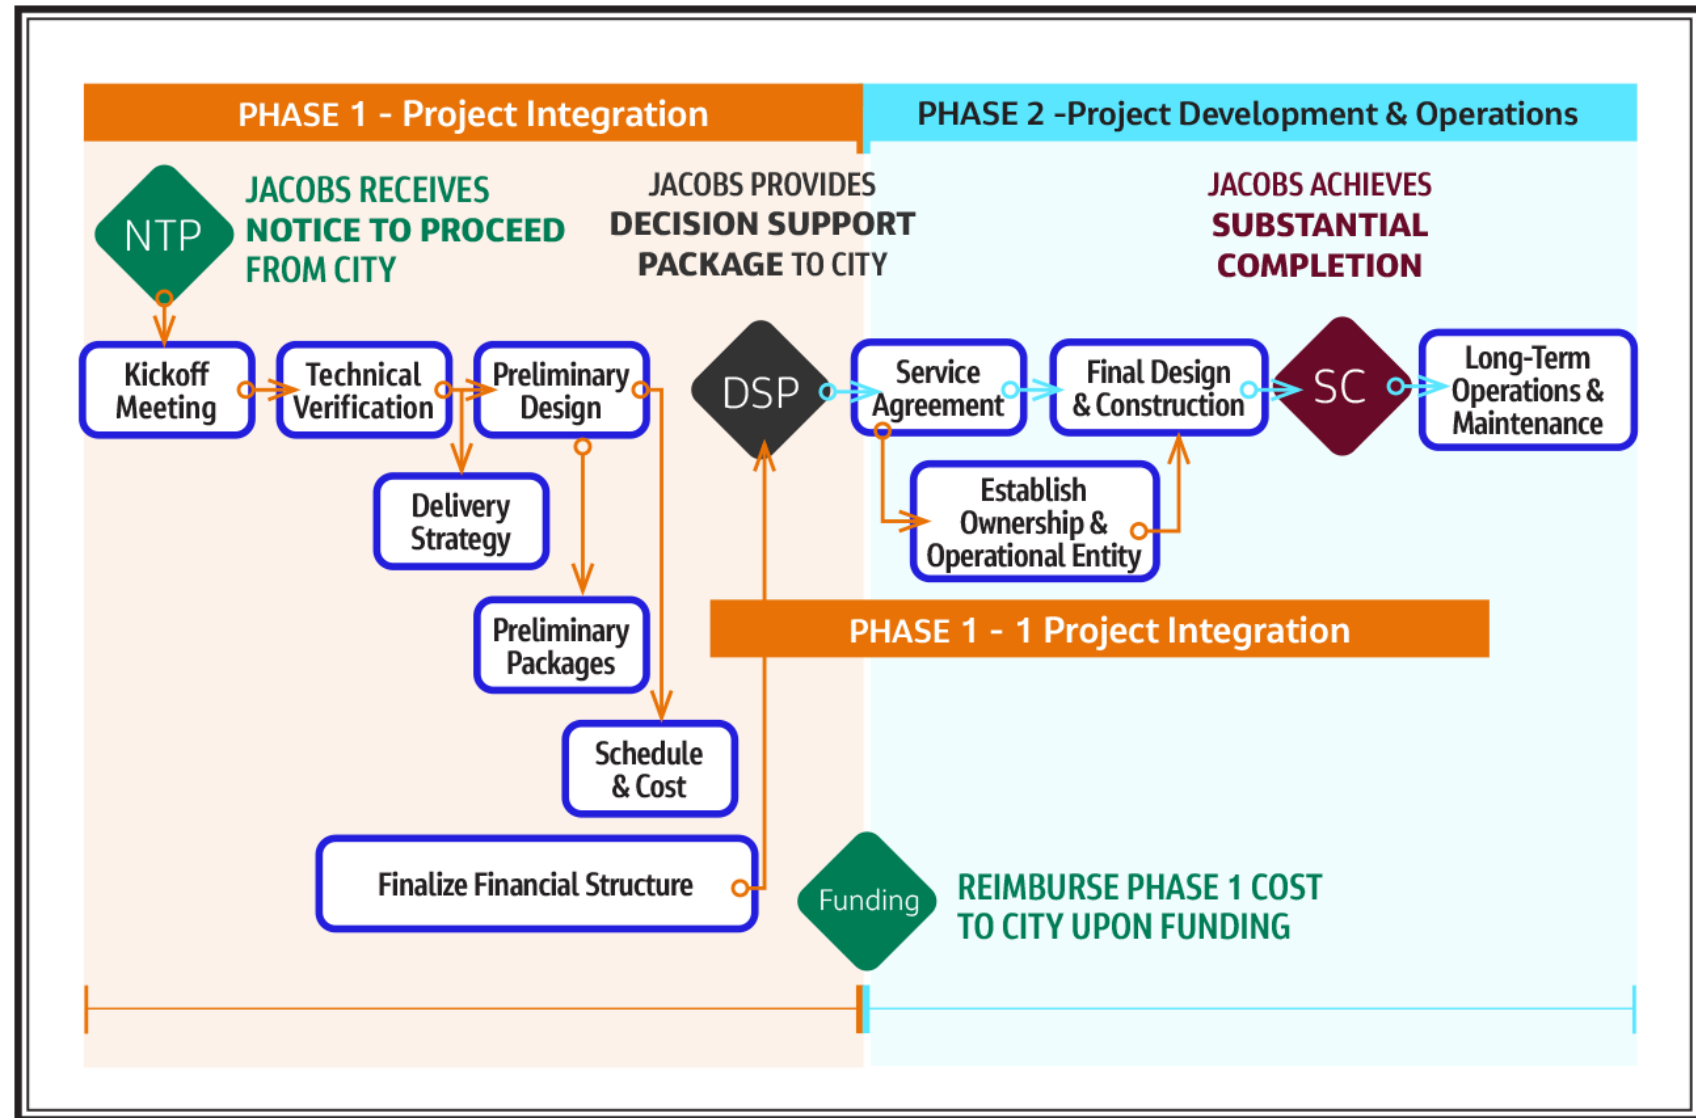 PHASE 1 - Project Integration
PHASE 2 -Project Development & Operations
NTP
JACOBS RECEIVES
NOTICE TO PROCEED
FROM CITY
JACOBS PROVIDES
DECISION SUPPORT
PACKAGE TO CITY
JACOBS ACHIEVES
SUBSTANTIAL
COMPLETION
Kickoff
Meeting
Technical
Verification
Preliminary
Design
DSP
Service
Agreement
Final Design
& Construction
SC
Long-Term
Operations &
Maintenance
Delivery
Strategy
Establish
Ownership &
Operational Entity
Preliminary
Packages
PHASE 1 - 1 Project Integration
Schedule
& Cost
Finalize Financial Structure
Funding
REIMBURSE PHASE 1 COST
TO CITY UPON FUNDING